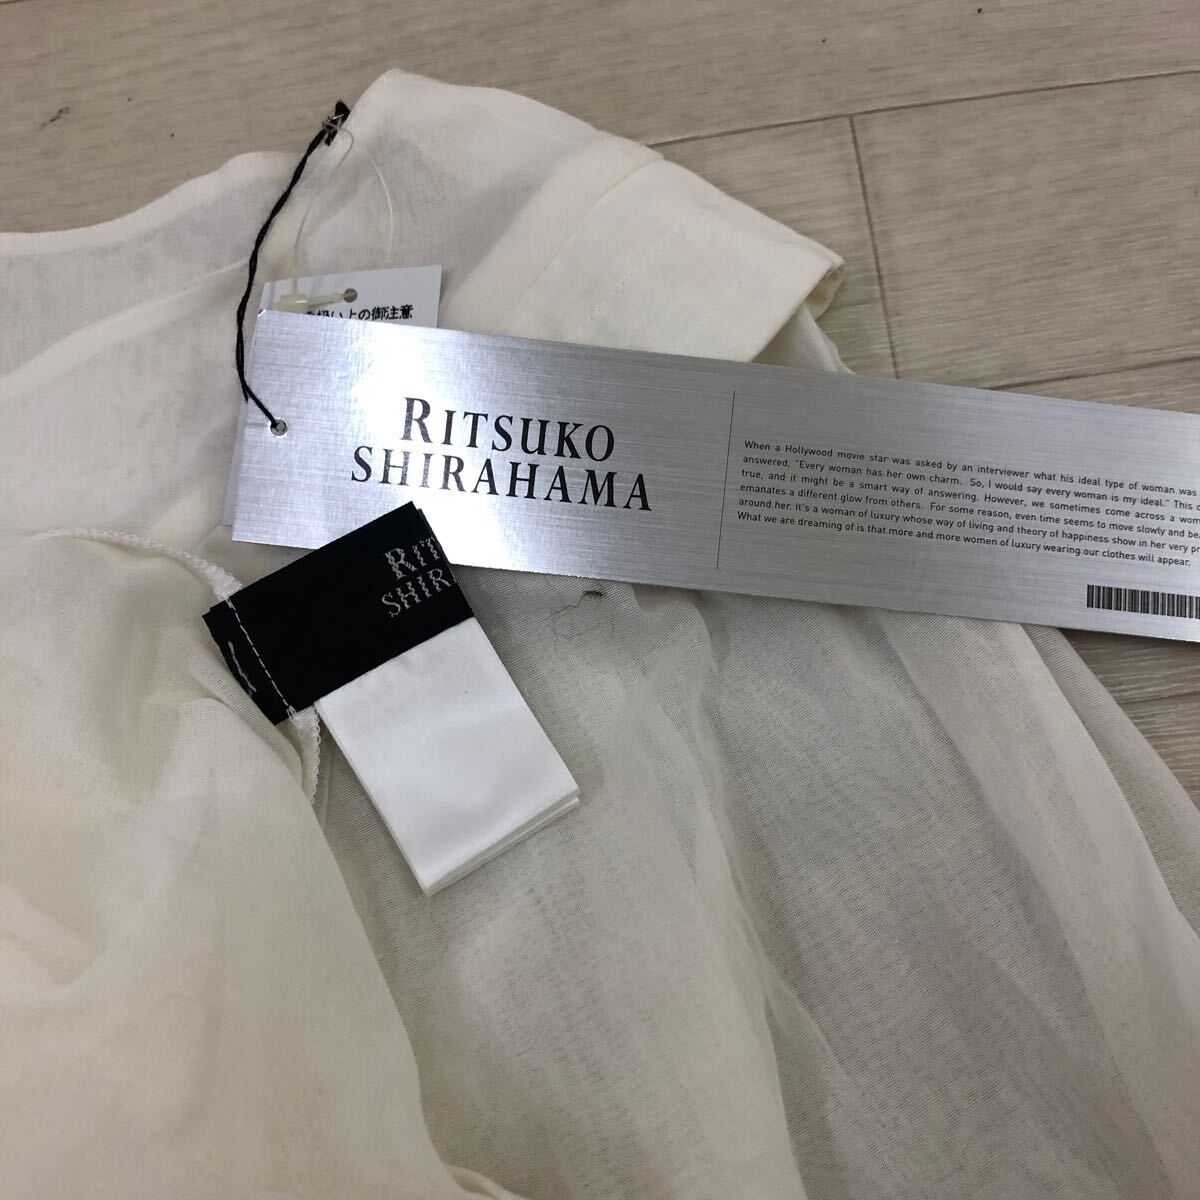 扱い上の御注意
RITSUKO
SHIRAHAMA
When a Hollywood movie star was asked by an interviewer what his ideal type of woman was
answered, "Every woman has her own charm. So, I would say every woman is my ideal." This
true, and it might be a smart way of answering. However, we sometimes come across a
emanates a different glow from others. For some reason, even time seems to move slowly and
around her. It's a woman of luxury whose way of living and theory of happiness show in her very
What we are dreaming of is that more and more women of luxury wearing our clothes will appear.
RIT
SHIR